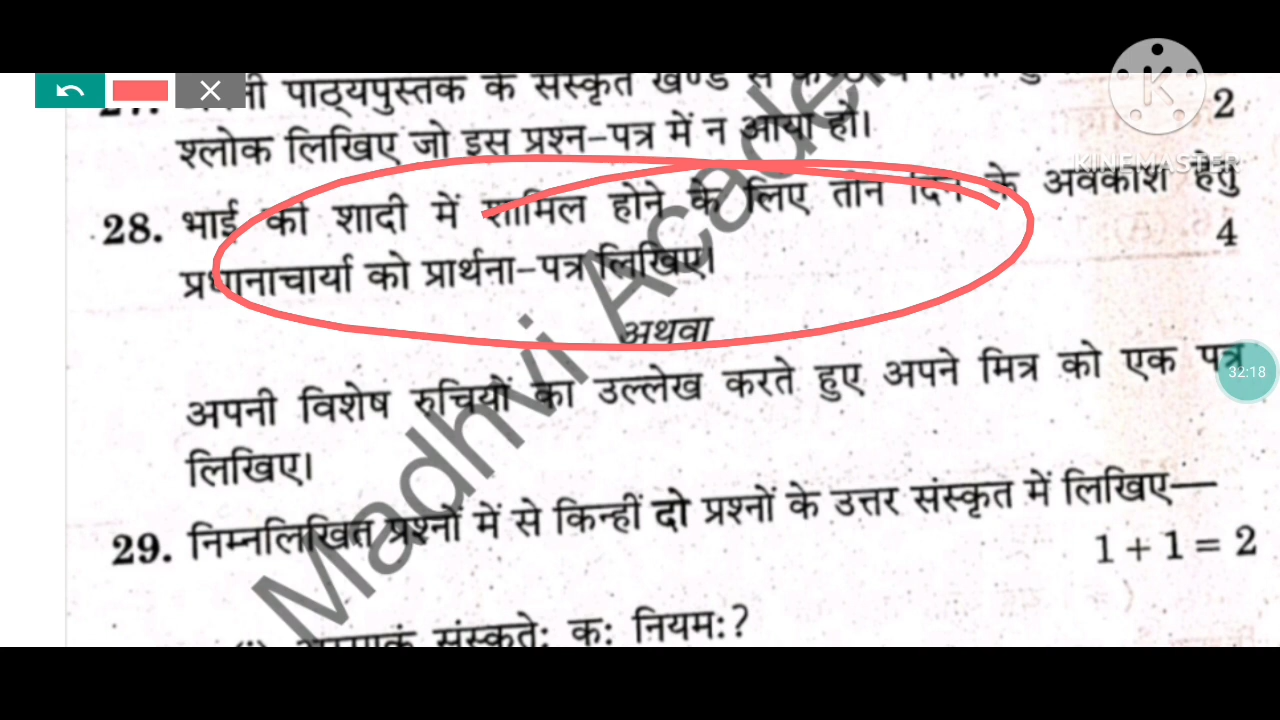 पाठ्यपुस्तक के संस्कृत खण्ड से
श्लोक लिखिए जो इस प्रश्न-पत्र में न आया हो।
2
28. भाई की शादी में शामिल होने के लिए तीन दिन के अवकाश हेतु
प्रधानाचार्या को प्रार्थना-पत्र लिखिए।
4
अथवा
अपनी विशेष रुचियों का उल्लेख करते हुए अपने मित्र को एक पत्र
लिखिए।
29. निम्नलिखित प्रश्नों में से किन्हीं दो प्रश्नों के उत्तर संस्कृत में लिखिए—
1 + 1 = 2
संस्कृते: क: नियम:?
Madhvi Academ
K
KINEMASTER
32:18